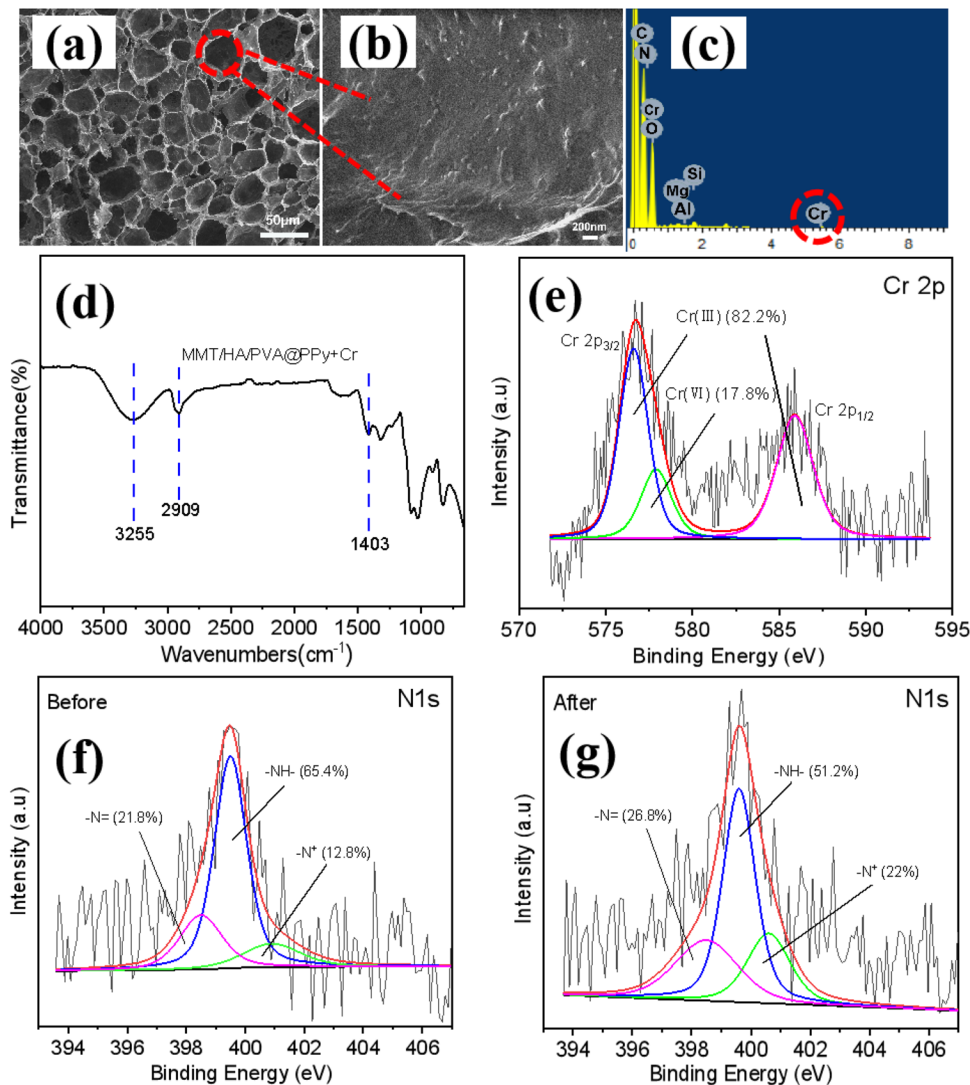 (a)
50μm
(b)
200nm
(c)
C
N
Cr
O
Si
Mg
Al
Cr
0 2 4 6 8
(d)
MMT/HA/PVA@PPy+Cr
3255
2909
1403
Transmittance(%)
4000 3500 3000 2500 2000 1500 1000
Wavenumbers(cm⁻¹)
(e)
Cr 2p
Cr(III) (82.2%)
Cr 2p₃/₂
Cr(VI) (17.8%)
Cr 2p₁/₂
Intensity (a.u)
570 575 580 585 590 595
Binding Energy (eV)
Before
N1s
(f)
-NH- (65.4%)
-N= (21.8%)
-N⁺ (12.8%)
Intensity (a.u)
394 396 398 400 402 404 406
Binding Energy (eV)
After
N1s
(g)
-NH- (51.2%)
-N= (26.8%)
-N⁺ (22%)
Intensity (a.u)
394 396 398 400 402 404 406
Binding Energy (eV)